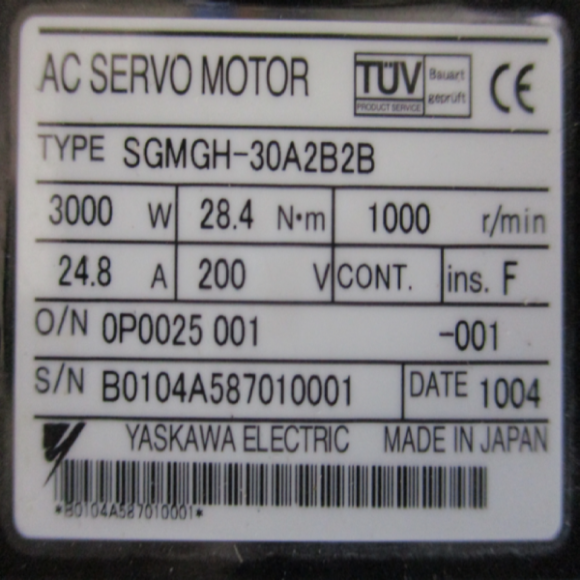 AC SERVO MOTOR TÜV PRODUCT SERVICE Bauart geprüft CE
TYPE SGMGH-30A2B2B
3000 W 28.4 N·m 1000 r/min
24.8 A 200 V CONT. ins. F
O/N 0P0025 001 -001
S/N B0104A587010001 DATE 1004
YASKAWA ELECTRIC MADE IN JAPAN
*B0104A587010001*